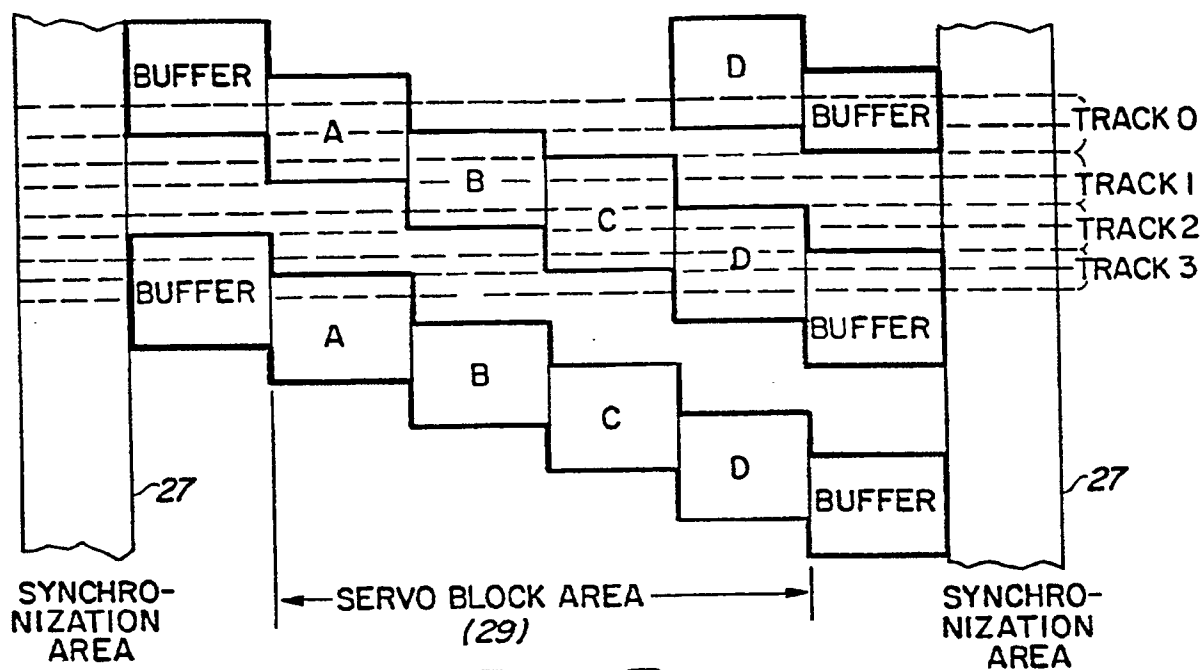 BUFFER
D
BUFFER
TRACK 0
A
B
TRACK 1
C
TRACK 2
D
TRACK 3
BUFFER
A
BUFFER
B
C
D
BUFFER
27
27
SYNCHRO-
NIZATION
AREA
SERVO BLOCK AREA
(29)
SYNCHRO-
NIZATION
AREA